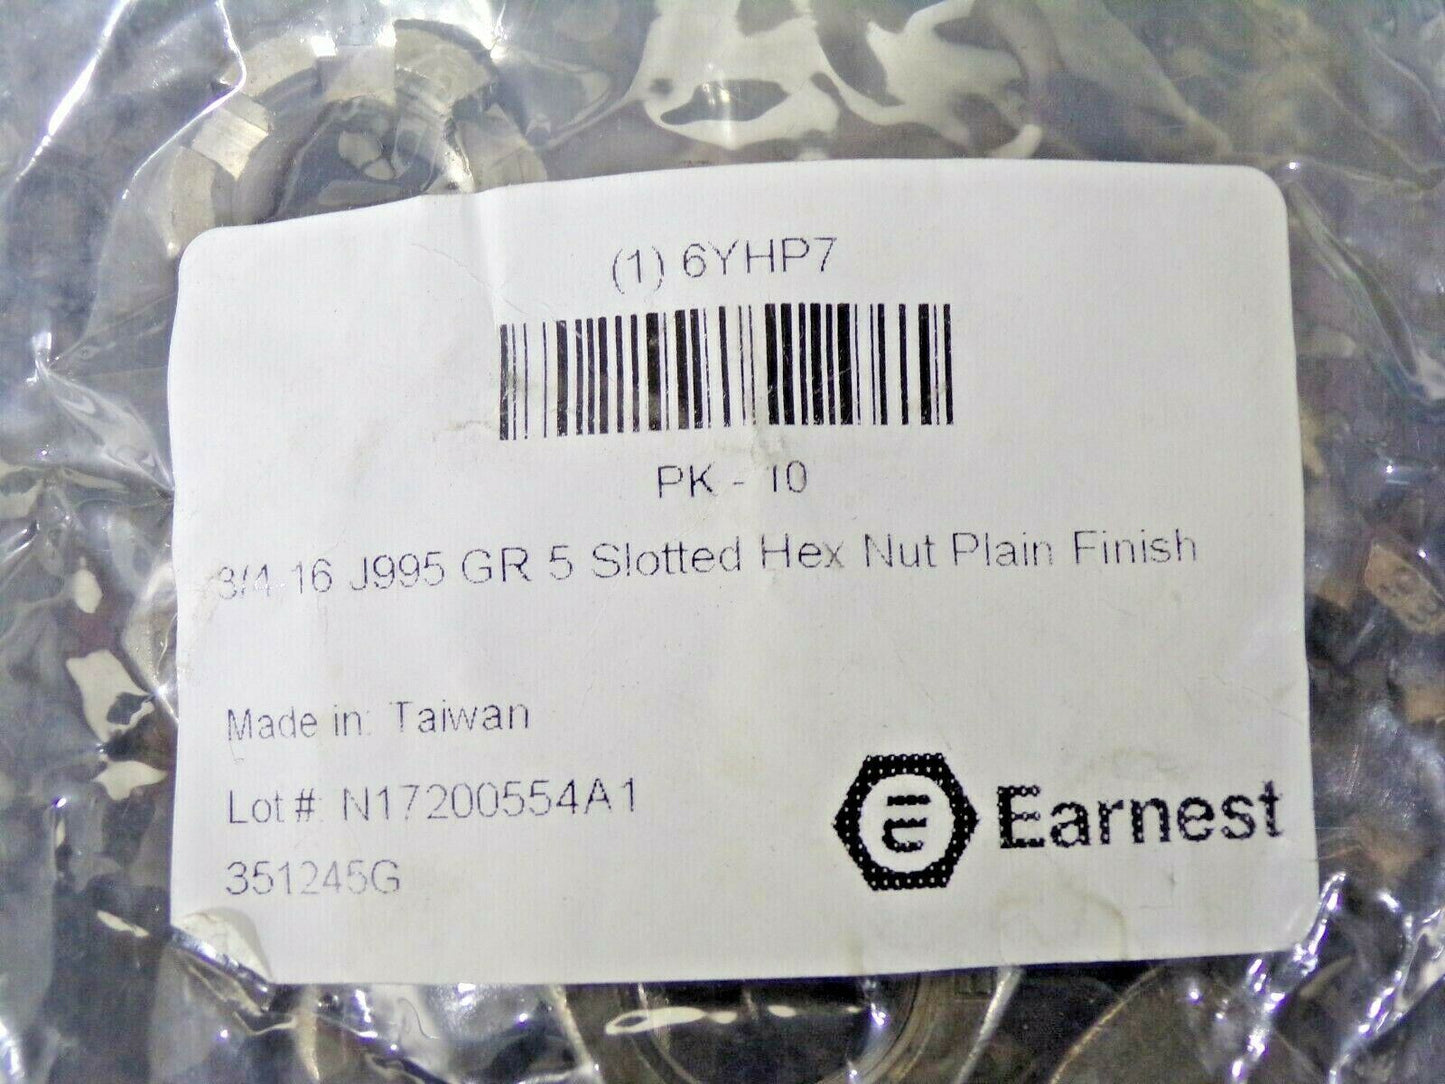 (1) 6YHP7
PK - 10
3/4-16 J995 GR 5 Slotted Hex Nut Plain Finish
Made in: Taiwan
Lot #: N17200554A1
351245G
Earnest